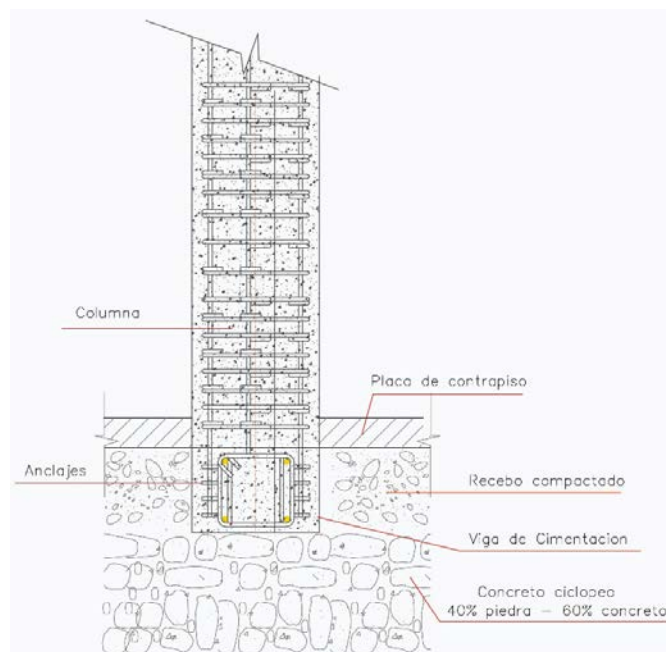 Columna
Placa de contrapiso
Anclajes
Recebo compactado
Viga de Cimentacion
Concreto ciclopeo
40% piedra - 60% concreto